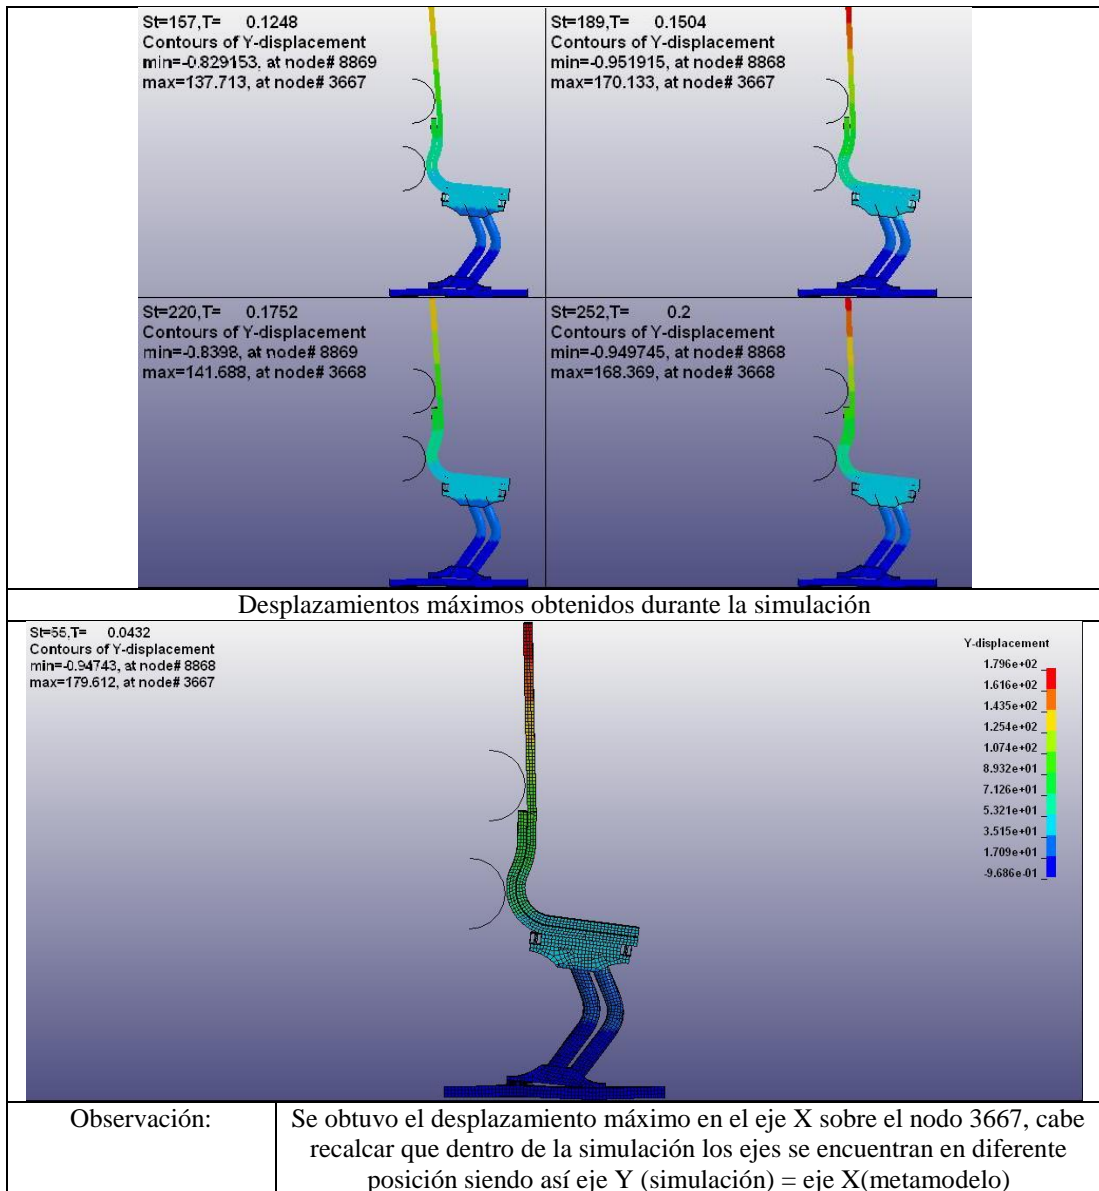 St=157,T= 0.1248
Contours of Y-displacement
min=-0.829153, at node# 8869
max=137.713, at node# 3667
St=189,T= 0.1504
Contours of Y-displacement
min=-0.951915, at node# 8868
max=170.133, at node# 3667
St=220,T= 0.1752
Contours of Y-displacement
min=-0.8398, at node# 8869
max=141.688, at node# 3668
St=252,T= 0.2
Contours of Y-displacement
min=-0.949745, at node# 8868
max=168.369, at node# 3668
Desplazamientos máximos obtenidos durante la simulación
St=55,T= 0.0432
Contours of Y-displacement
min=-0.94743, at node# 8868
max=179.612, at node# 3667
Y-displacement
1.796e+02
1.616e+02
1.435e+02
1.254e+02
1.074e+02
8.932e+01
7.126e+01
5.321e+01
3.515e+01
1.709e+01
-9.686e-01
Observación:
Se obtuvo el desplazamiento máximo en el eje X sobre el nodo 3667, cabe
recalcar que dentro de la simulación los ejes se encuentran en diferente
posición siendo así eje Y (simulación) = eje X(metamodelo)